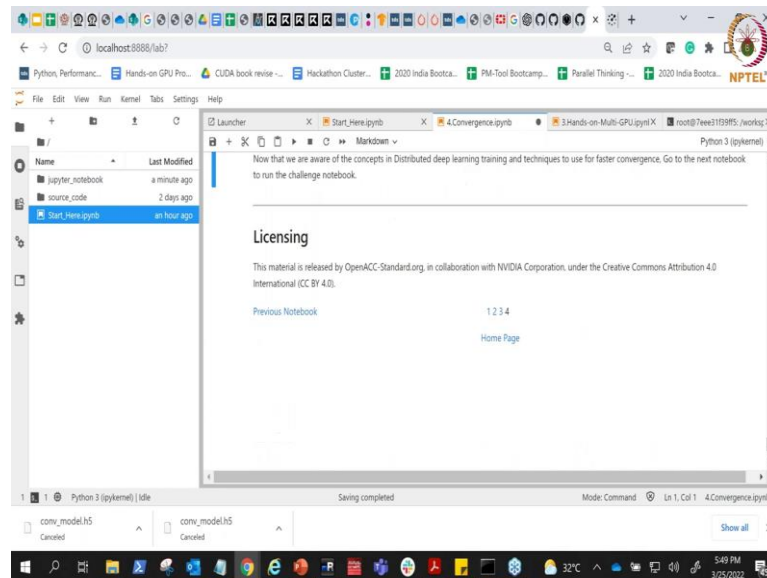 localhost:8888/lab?
Python, Performanc... Hands-on GPU Pro... CUDA book revise -... Hackathon Cluster... 2020 India Bootca... PM-Tool Bootcamp... Parallel Thinking -... 2020 India Bootca...
NPTEL
File Edit View Run Kernel Tabs Settings Help
Launcher Start_Here.ipynb 4.Convergence.ipynb 3.Hands-on-Multi-GPU.ipynl root@7eee31f39ff5: /worksp
Markdown Python 3 (ipykernel)
/
Name Last Modified
jupyter_notebook a minute ago
source_code 2 days ago
Start_Here.ipynb an hour ago
Now that we are aware of the concepts in Distributed deep learning training and techniques to use for faster convergence, Go to the next notebook
to run the challenge notebook.
Licensing
This material is released by OpenACC-Standard.org, in collaboration with NVIDIA Corporation, under the Creative Commons Attribution 4.0
International (CC BY 4.0).
Previous Notebook 1 2 3 4
Home Page
1 1 Python 3 (ipykernel) | Idle Saving completed Mode: Command Ln 1, Col 1 4.Convergence.ipyn
conv_model.h5 conv_model.h5
Canceled Canceled
Show all
32°C 5:49 PM
3/25/2022